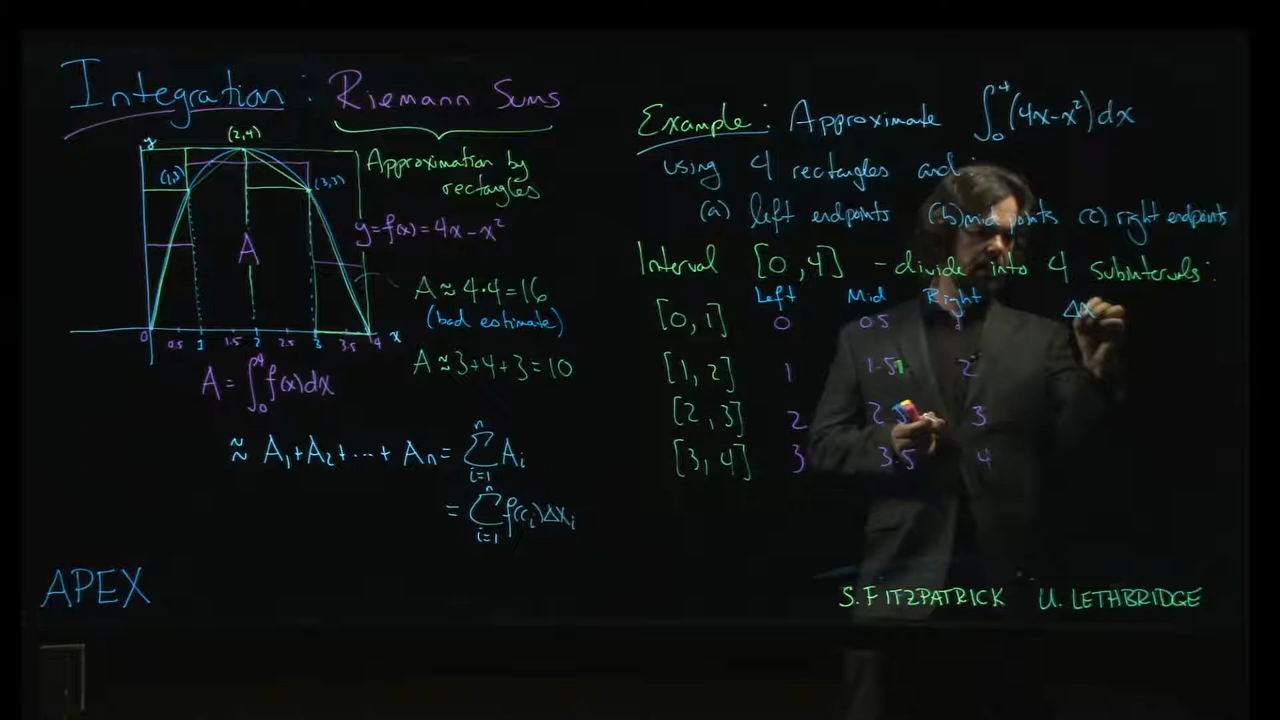 Integration: Riemann Sums
Approximation by
rectangles
y
(2,4)
(1,3)
(3,3)
y=f(x)=4x-x²
A
A≈4·4=16
(bad estimate)
A≈3+4+3=10
0 0.5 1 1.5 2 2.5 3 3.5 4 x
A = ∫₀⁴ f(x)dx
≈ A₁+A₂+...+Aₙ = Σᵢ₌₁ⁿ Aᵢ
= Σᵢ₌₁ⁿ f(cᵢ)Δxᵢ
APEX
Example: Approximate ∫₀⁴(4x-x²)dx
using 4 rectangles and:
(a) left endpoints (b) midpoints (c) right endpoints
Interval [0,4] - divide into 4 subintervals:
Left Mid Right Δx
[0,1] 0 0.5 1
[1,2] 1 1.5 2
[2,3] 2 2.5 3
[3,4] 3 3.5 4
S. FITZPATRICK U. LETHBRIDGE